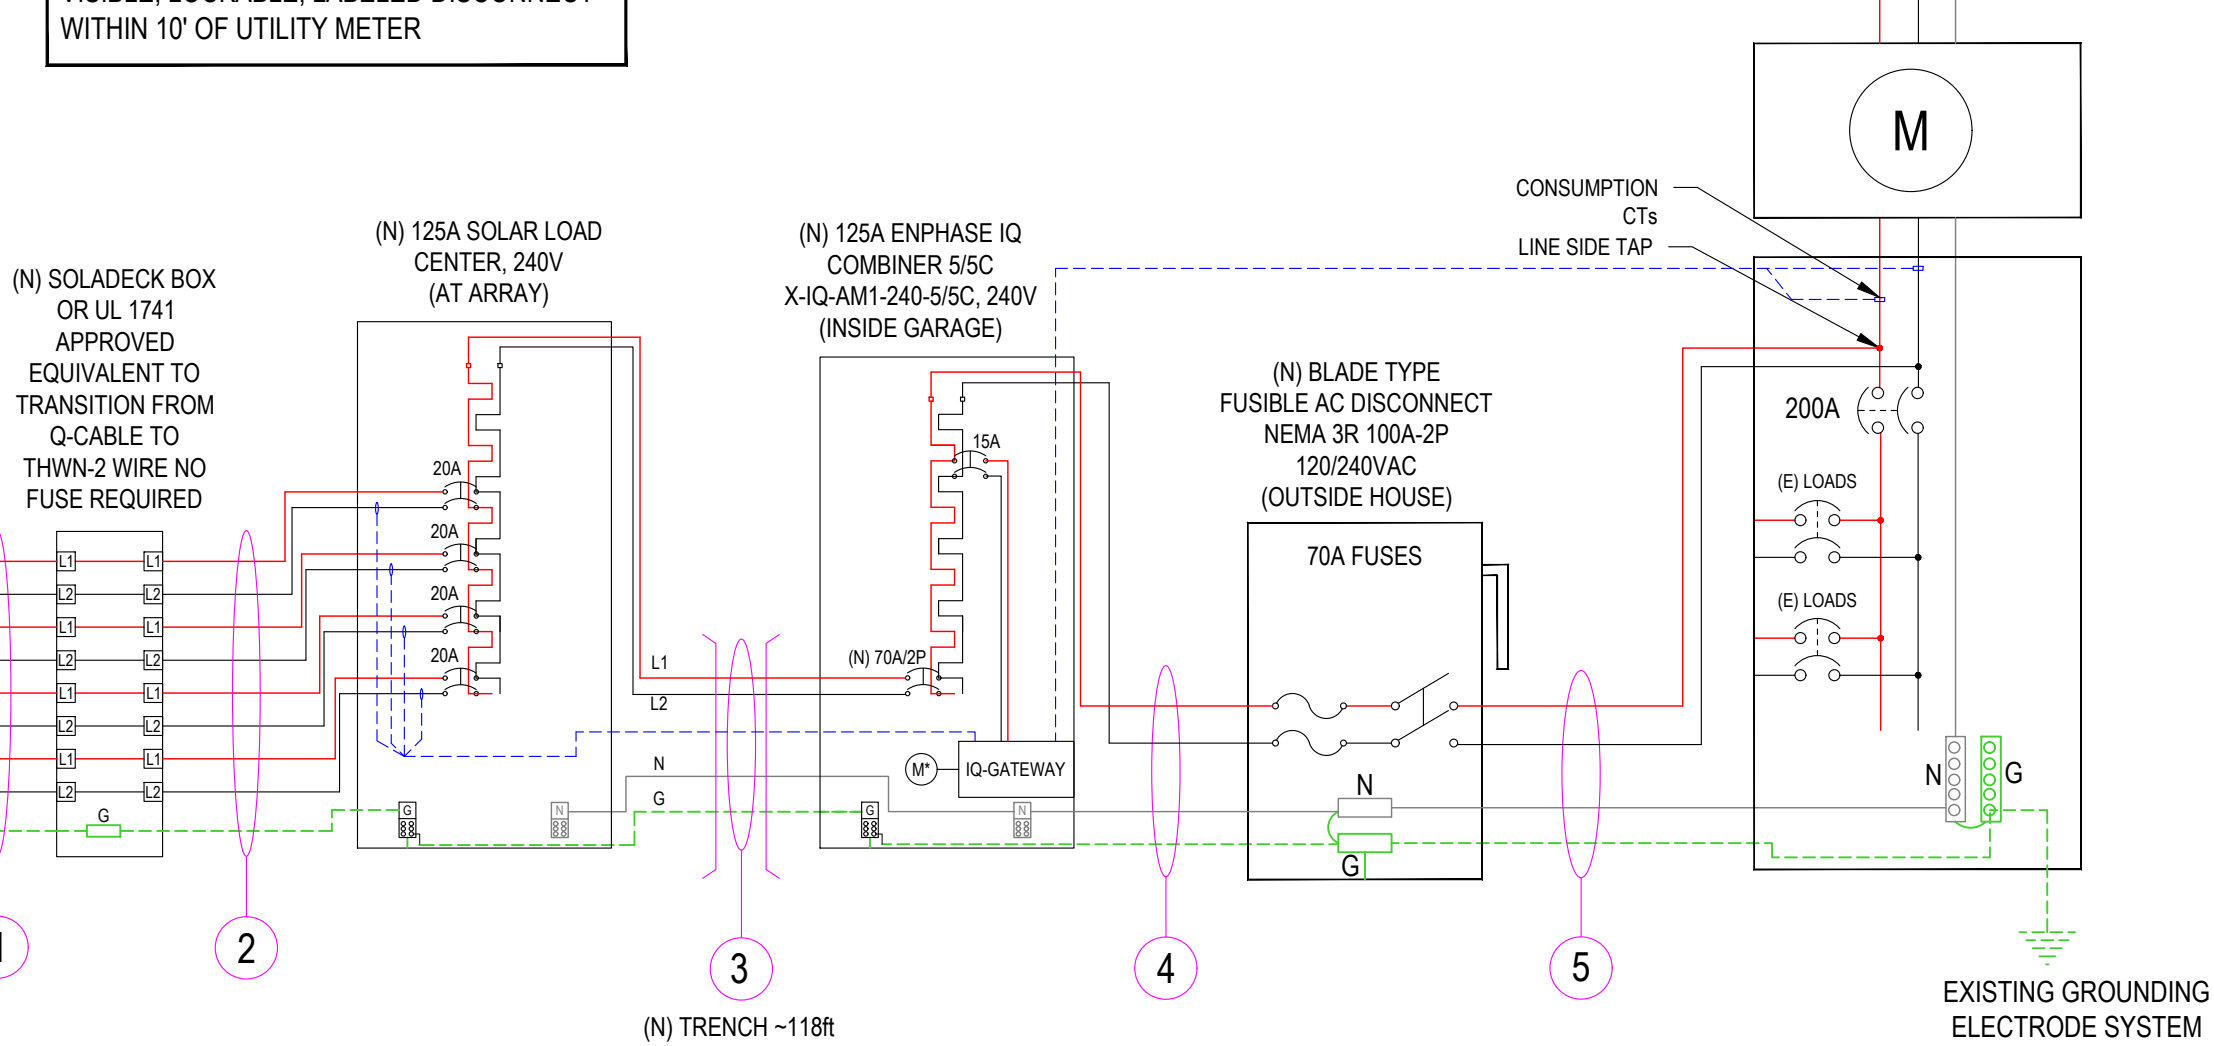 VISIBLE, LOCKABLE, LABELED DISCONNECT
WITHIN 10' OF UTILITY METER
(N) SOLADECK BOX
OR UL 1741
APPROVED
EQUIVALENT TO
TRANSITION FROM
Q-CABLE TO
THWN-2 WIRE NO
FUSE REQUIRED
L1 L1
L2 L2
L1 L1
L2 L2
L1 L1
L2 L2
L1 L1
L2 L2
G
2
(N) 125A SOLAR LOAD
CENTER, 240V
(AT ARRAY)
20A
20A
20A
20A
G
N
L1
L2
N
G
3
(N) TRENCH ~118ft
(N) 125A ENPHASE IQ
COMBINER 5/5C
X-IQ-AM1-240-5/5C, 240V
(INSIDE GARAGE)
15A
(N) 70A/2P
M*
IQ-GATEWAY
G
N
4
(N) BLADE TYPE
FUSIBLE AC DISCONNECT
NEMA 3R 100A-2P
120/240VAC
(OUTSIDE HOUSE)
70A FUSES
N
G
5
CONSUMPTION
CTs
LINE SIDE TAP
M
200A
(E) LOADS
(E) LOADS
N
G
EXISTING GROUNDING
ELECTRODE SYSTEM